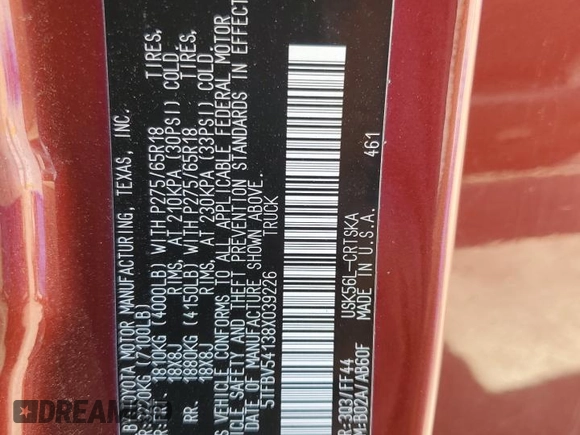 BY TOYOTA MOTOR MANUFACTURING, TEXAS, INC.
(7100LB)
1810KG (4000LB) WITH P275/65R18 TIRES,
18X8J RIMS, AT 210KPA (30PSI) COLD
RR. 1880KG (4150LB) WITH P275/65R18 TIRES,
18X8J RIMS, AT 230KPA (33PSI) COLD
VEHICLE CONFORMS TO ALL APPLICABLE FEDERAL MOTOR
VEHICLE SAFETY AND THEFT PREVENTION STANDARDS IN EFFECT
DATE OF MANUFACTURE SHOWN ABOVE.
5TFBV54138X039226 TRUCK
USK56L-CRTSKA 461
R:3Q3/FF44 MADE IN U.S.A.
M:B02A/AB60F
DREAM